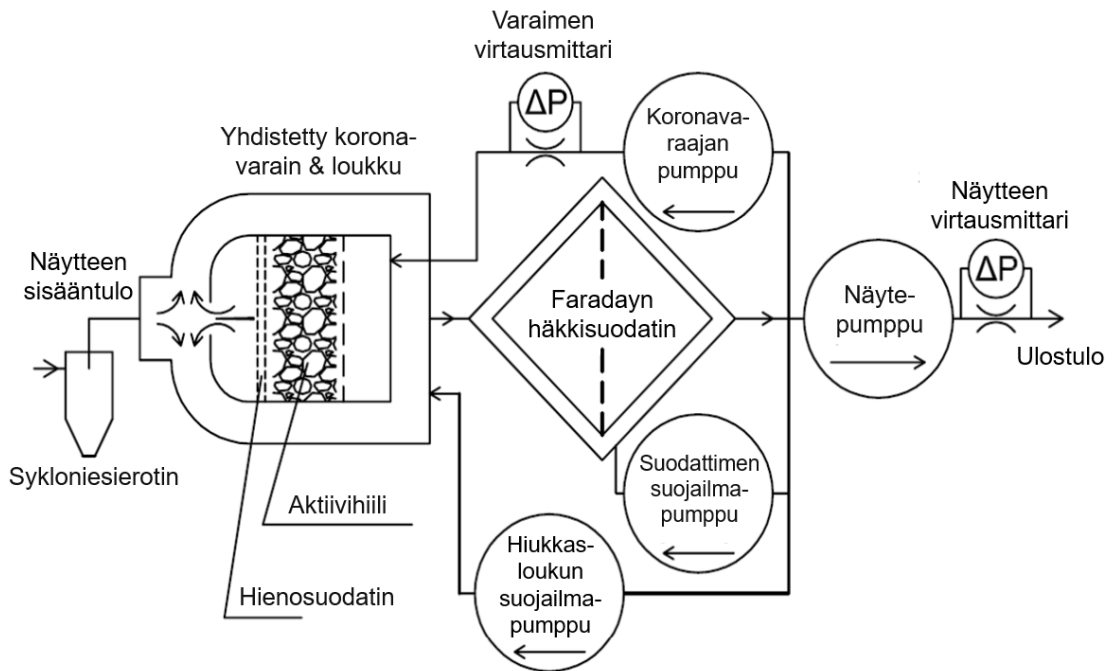 Varaimen
virtausmittari
ΔP
Koronava-
raajan
pumppu
Yhdistetty korona-
varain & loukku
Näytteen
virtausmittari
ΔP
Näytteen
sisääntulo
Faradayn
häkkisuodatin
Näyte-
pumppu
Ulostulo
Sykloniesierotin
Suodattimen
suojailma-
pumppu
Aktiivihiili
Hiukkas-
loukun
suojailma-
pumppu
Hienosuodatin